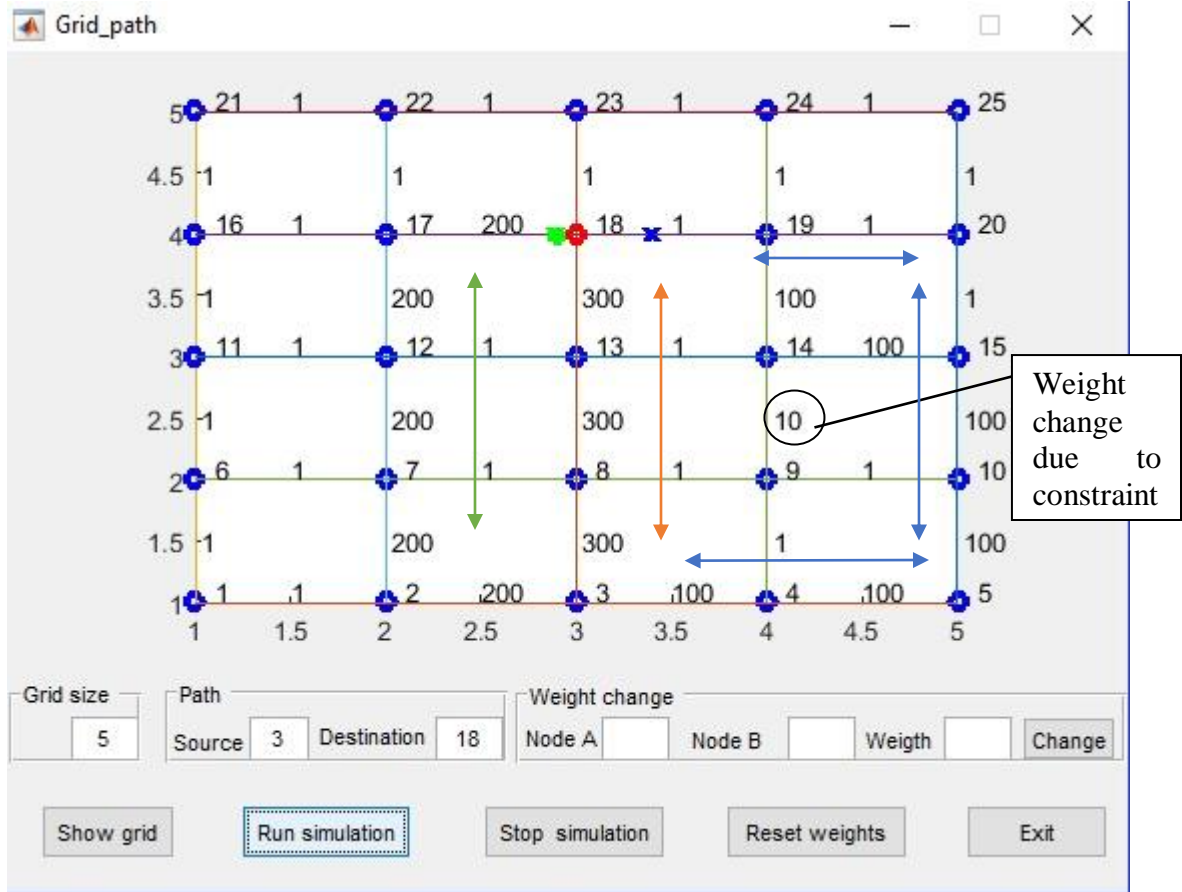 Grid_path
5 21 1 22 1 23 1 24 1 25
4.5 1 1 1 1 1
4 16 1 17 200 18 1 19 1 20
3.5 1 200 300 100 1
3 11 1 12 1 13 1 14 100 15
2.5 1 200 300 10 100
2 6 1 7 1 8 1 9 1 10
1.5 1 200 300 1 100
1 1 1 2 200 3 100 4 100 5
1 1.5 2 2.5 3 3.5 4 4.5 5
Weight
change
due to
constraint
Grid size Path Weight change
5 Source 3 Destination 18 Node A Node B Weigth Change
Show grid Run simulation Stop simulation Reset weights Exit